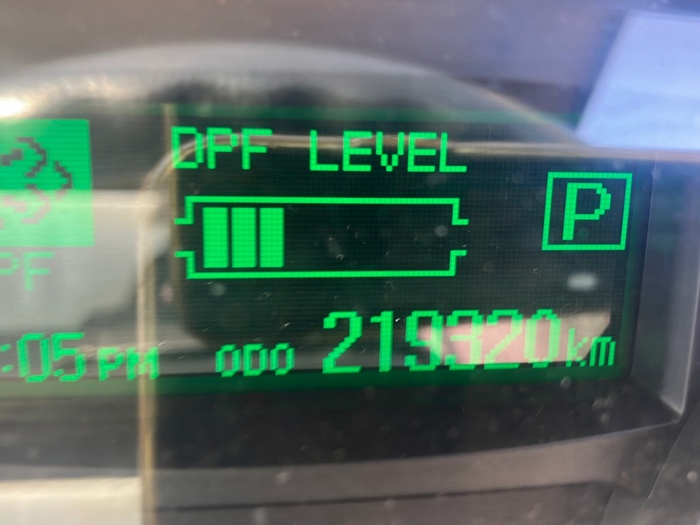 DPF LEVEL
P
PF
:05 PM ODO 219320 km